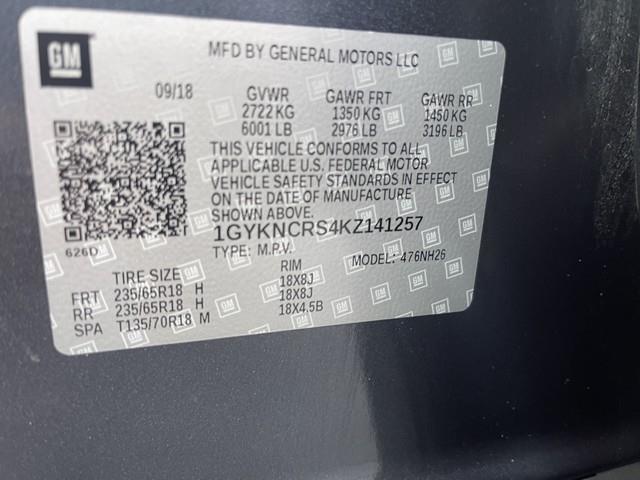 GM
MFD BY GENERAL MOTORS LLC
09/18 GVWR GAWR FRT GAWR RR
2722 KG 1350 KG 1450 KG
6001 LB 2976 LB 3196 LB
THIS VEHICLE CONFORMS TO ALL
APPLICABLE U.S. FEDERAL MOTOR
VEHICLE SAFETY STANDARDS IN EFFECT
ON THE DATE OF MANUFACTURE
SHOWN ABOVE.
1GYKNCRS4KZ141257
626D TYPE: M.P.V. MODEL: 476NH26
TIRE SIZE RIM
FRT 235/65R18 H 18X8J
RR 235/65R18 H 18X8J
SPA T135/70R18 M 18X4.5B